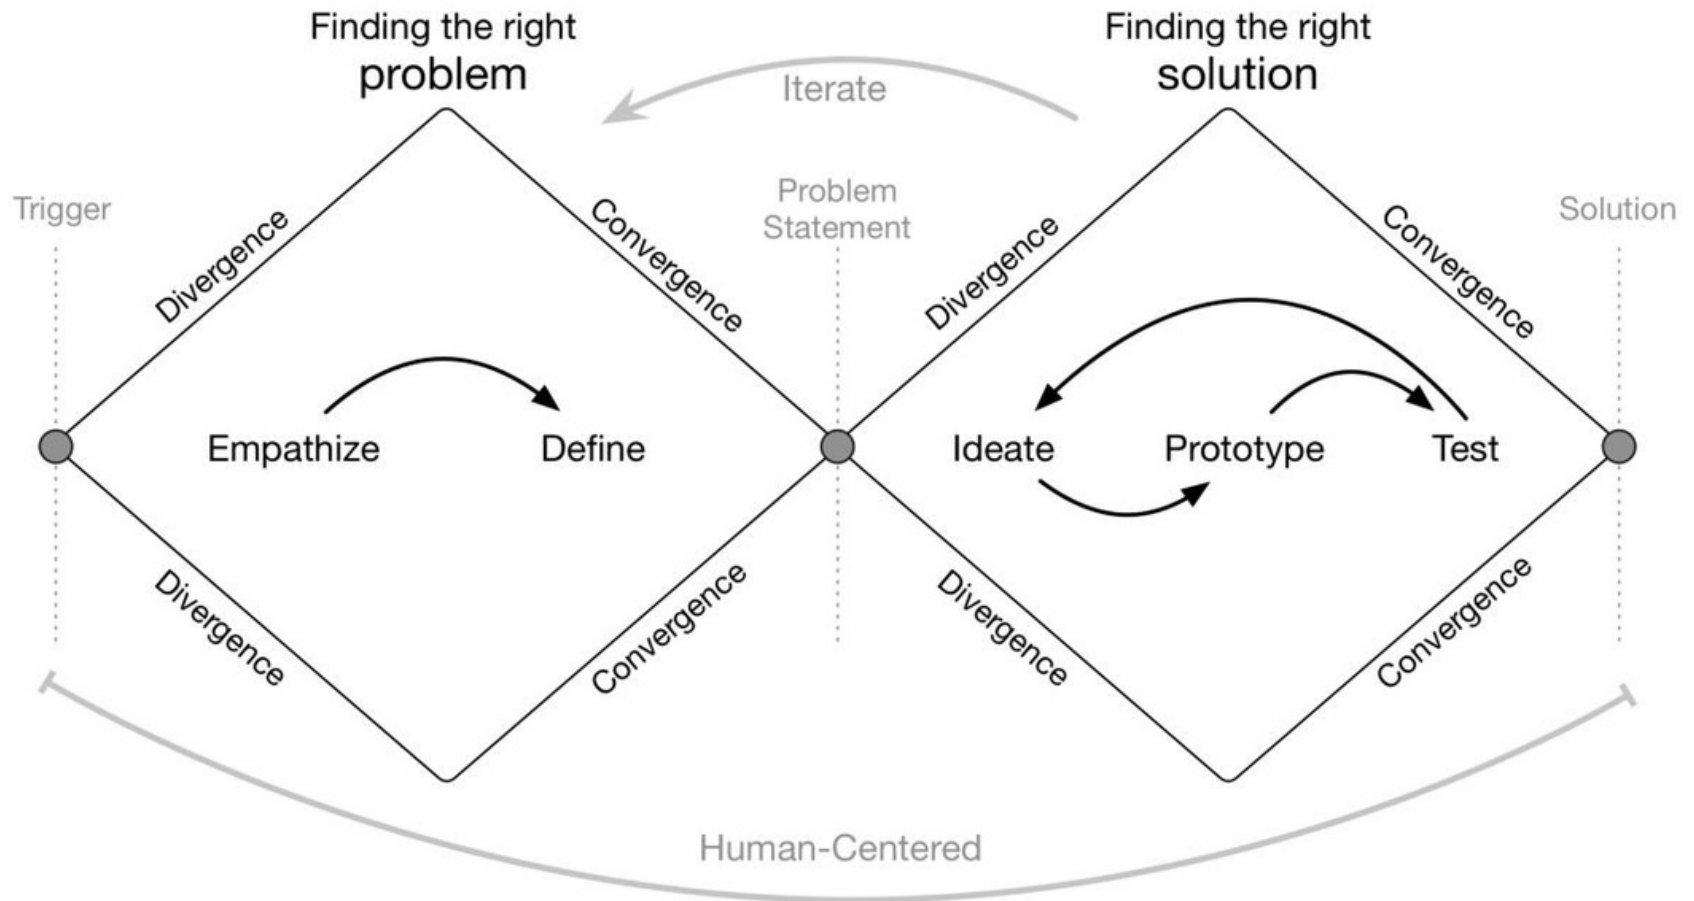 Finding the right
problem
Finding the right
solution
Iterate
Trigger
Problem
Statement
Solution
Divergence
Convergence
Divergence
Convergence
Empathize
Define
Ideate
Prototype
Test
Divergence
Convergence
Divergence
Convergence
Human-Centered